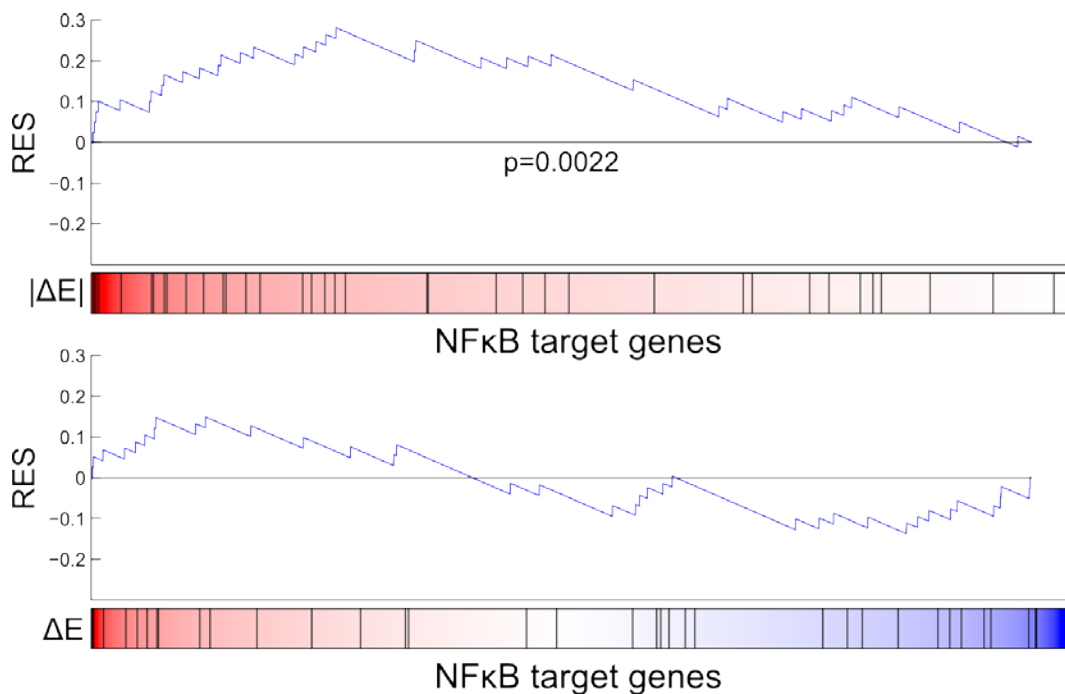 0.3
0.2
RES
0.1
0
p=0.0022
−0.1
−0.2
|ΔE|
NFκB target genes
0.3
0.2
RES
0.1
0
−0.1
−0.2
ΔE
NFκB target genes